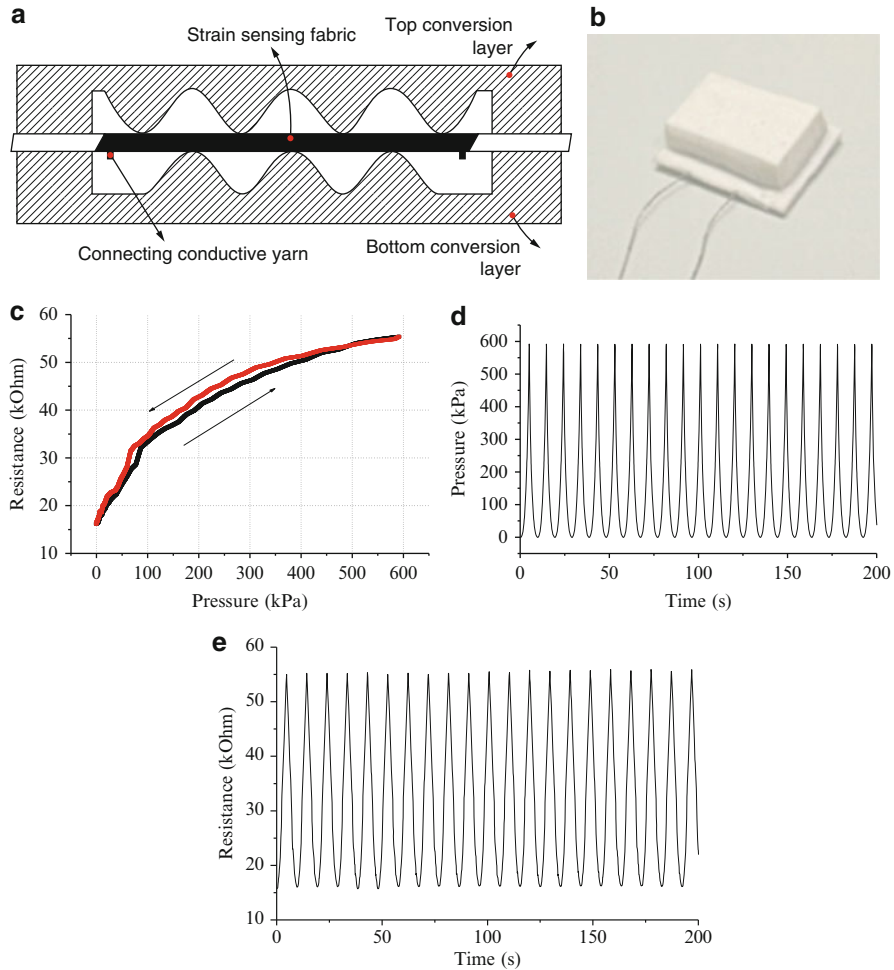 a
Strain sensing fabric
Top conversion
layer
Connecting conductive yarn
Bottom conversion
layer
b
c
Resistance (kOhm)
60
50
40
30
20
10
0
100
200
300
400
500
600
Pressure (kPa)
d
Pressure (kPa)
600
500
400
300
200
100
0
0
50
100
150
200
Time (s)
e
Resistance (kOhm)
60
50
40
30
20
10
0
50
100
150
200
Time (s)